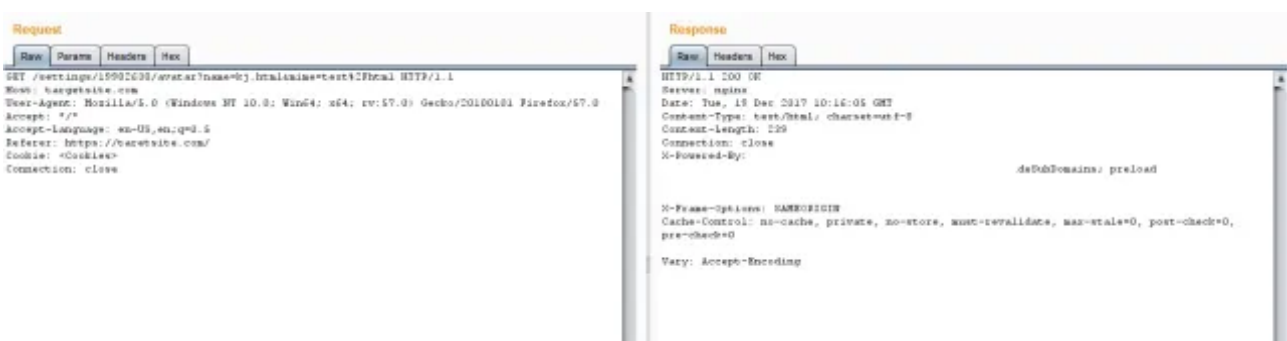 Request
Raw Params Headers Hex
GET /settings/19902630/avatar?name=kj.html&mime=text%2Fhtml HTTP/1.1
Host: targetsite.com
User-Agent: Mozilla/5.0 (Windows NT 10.0; Win64; x64; rv:57.0) Gecko/20100101 Firefox/57.0
Accept: */*
Accept-Language: en-US,en;q=0.5
Referer: https://taretsite.com/
Cookie: <Cookies>
Connection: close
Response
Raw Headers Hex
HTTP/1.1 200 OK
Server: nginx
Date: Tue, 19 Dec 2017 10:16:05 GMT
Content-Type: text/html; charset=utf-8
Content-Length: 239
Connection: close
X-Powered-By:
deSubDomains; preload
X-Frame-Options: SAMEORIGIN
Cache-Control: no-cache, private, no-store, must-revalidate, max-stale=0, post-check=0,
pre-check=0
Vary: Accept-Encoding